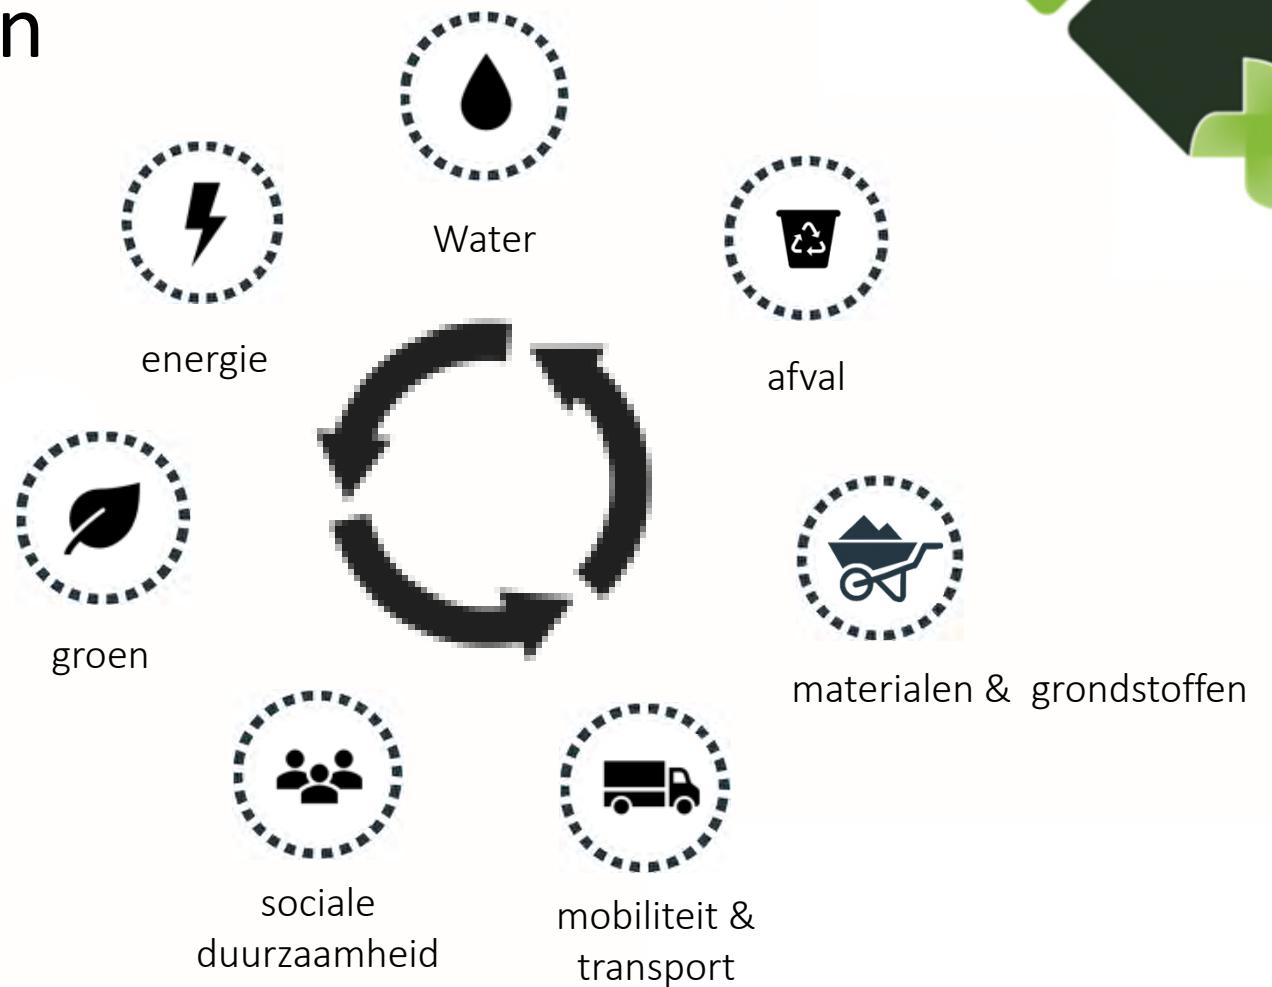 n
Water
energie
afval
groen
materialen & grondstoffen
sociale
duurzaamheid
mobiliteit &
transport